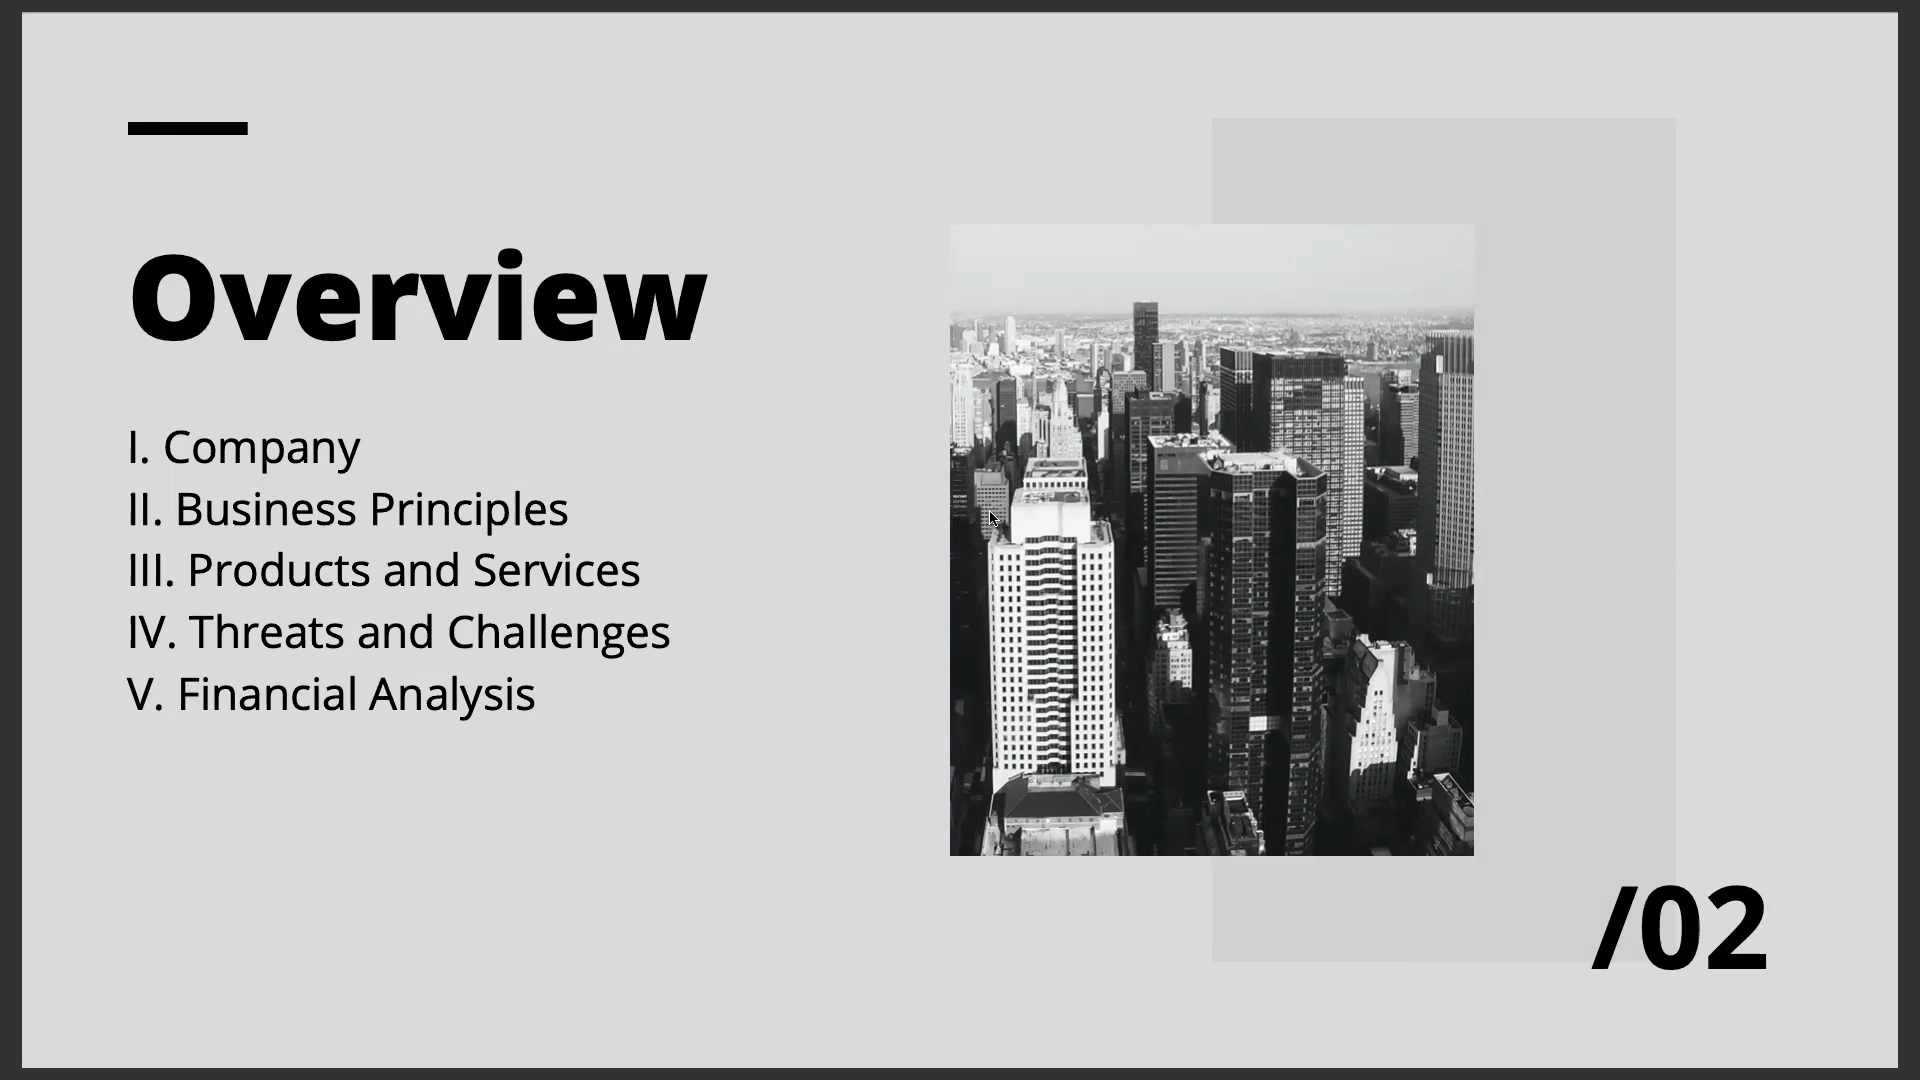 Overview
I. Company
II. Business Principles
III. Products and Services
IV. Threats and Challenges
V. Financial Analysis
/02